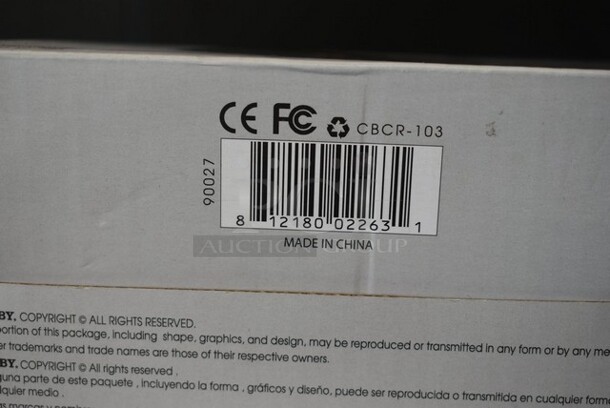 CE FC CBCR-103
90027
8 12180 02263 1
AUCTION GROUP
MADE IN CHINA
BY. COPYRIGHT © ALL RIGHTS RESERVED.
portion of this package, including shape, graphics, and design, may be reproduced or transmitted in any form or by any me
er trademarks and trade names are those of their respective owners.
BY. COPYRIGHT © All rights reserved .
guna parte de este paquete , incluyendo la forma , gráficos y diseño, puede ser reproducida o transmitida en cualquier forma
lquier medio .